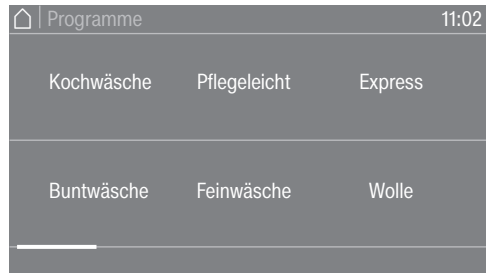 Programme 11:02
Kochwäsche Pflegeleicht Express
Buntwäsche Feinwäsche Wolle